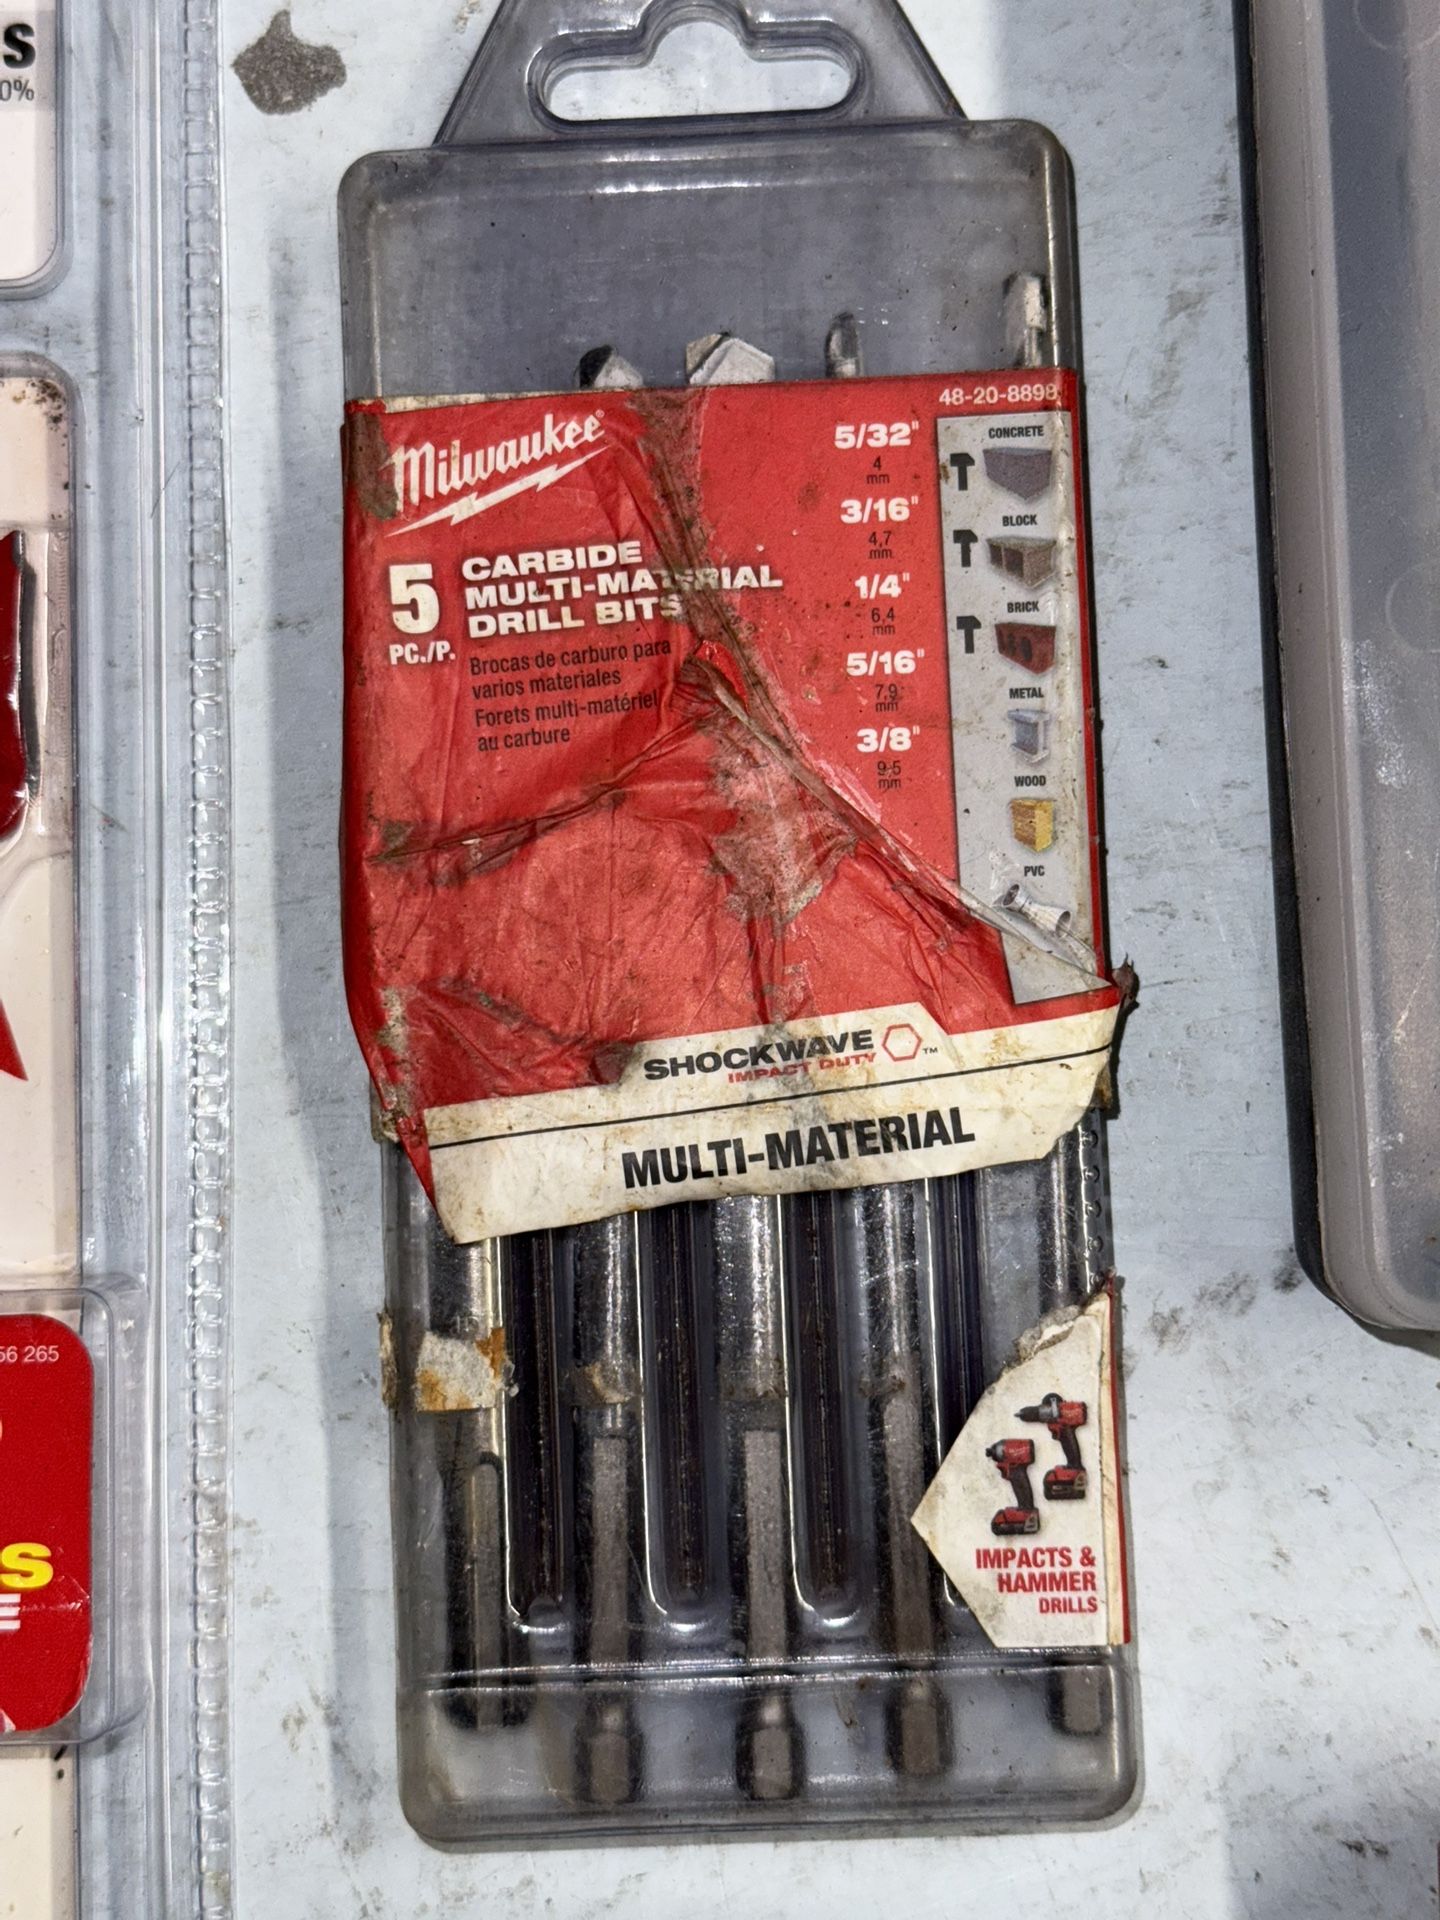 S
0%
56 265
S
E
Milwaukee®
5
PC./P.
CARBIDE
MULTI-MATERIAL
DRILL BITS
Brocas de carburo para
varios materiales
Forets multi-matériel
au carbure
48-20-8898
5/32"
4
mm
3/16"
4,7
mm
1/4"
6,4
mm
5/16"
7,9
mm
3/8"
9,5
mm
CONCRETE
BLOCK
BRICK
METAL
WOOD
PVC
SHOCKWAVE ™
IMPACT DUTY
MULTI-MATERIAL
IMPACTS &
HAMMER
DRILLS